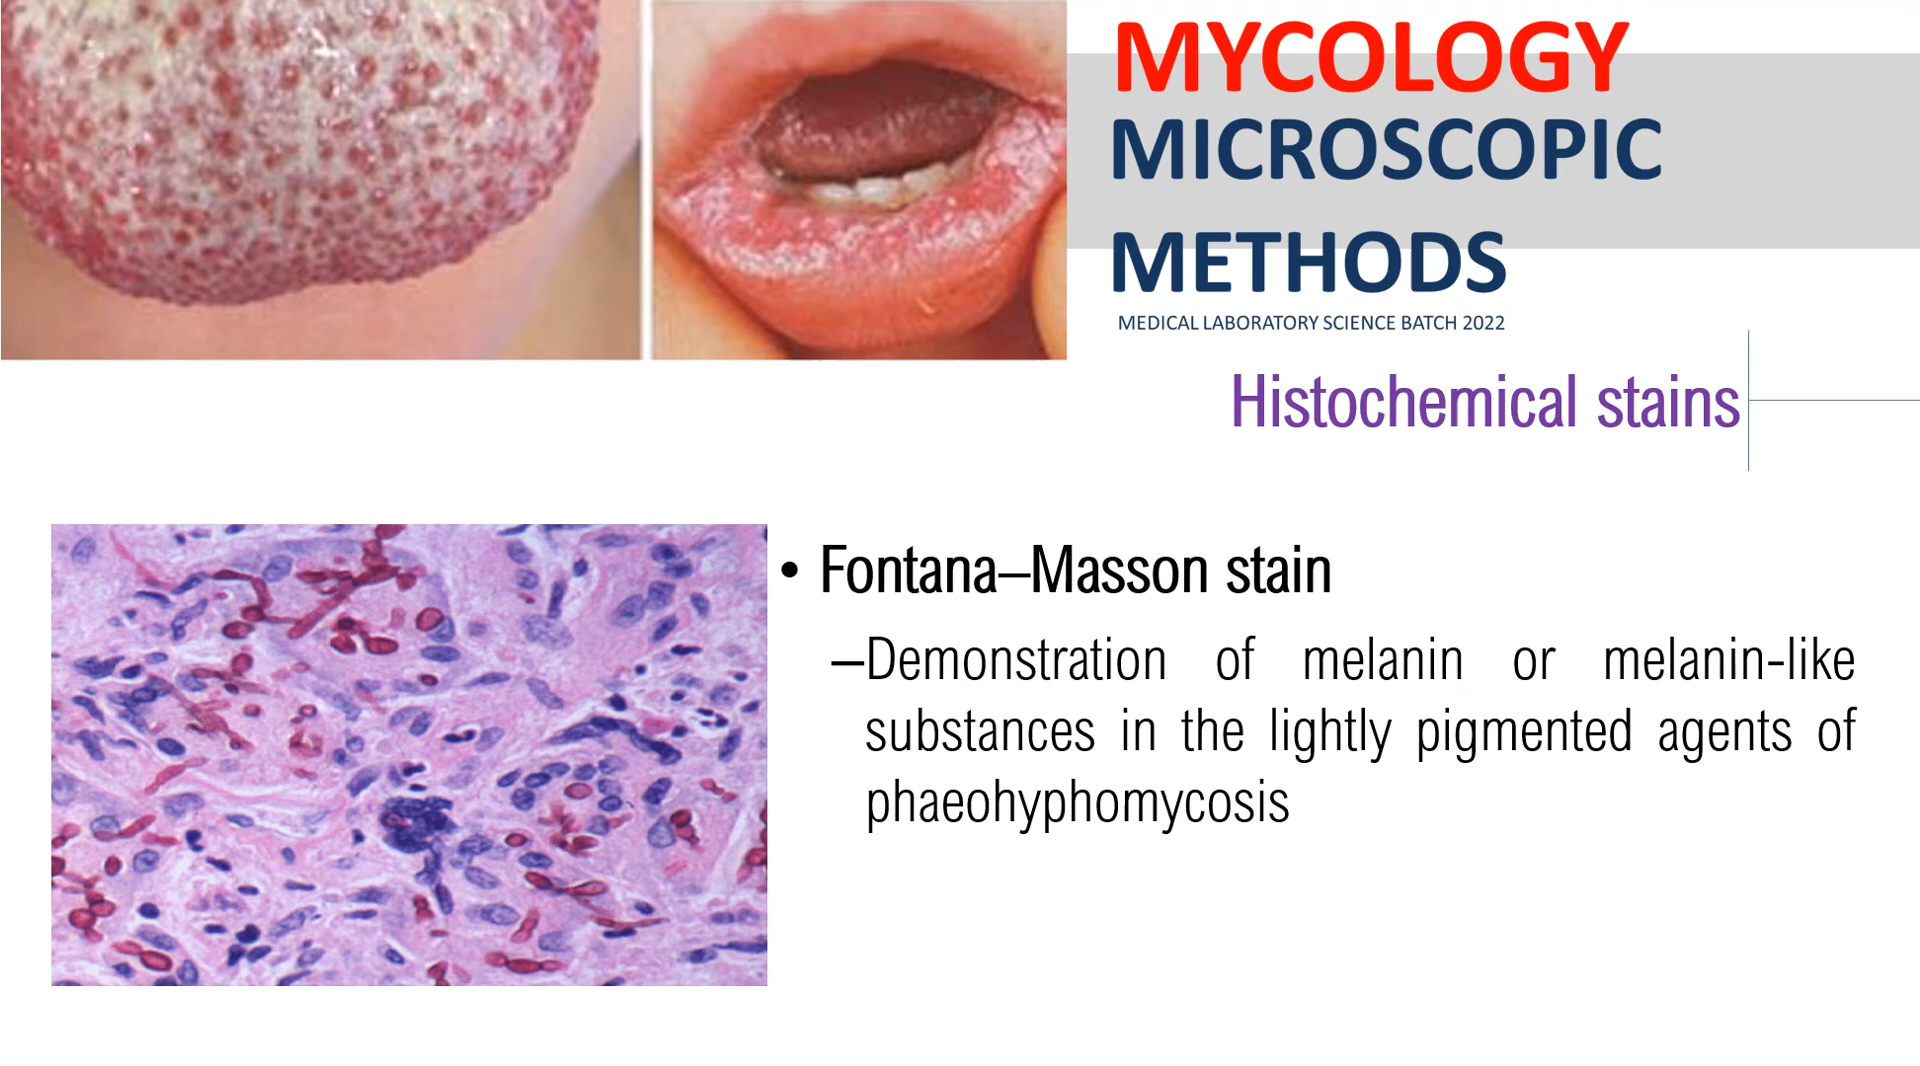 MYCOLOGY
MICROSCOPIC
METHODS
MEDICAL LABORATORY SCIENCE BATCH 2022
Histochemical stains
• Fontana–Masson stain
–Demonstration of melanin or melanin-like
substances in the lightly pigmented agents of
phaeohyphomycosis